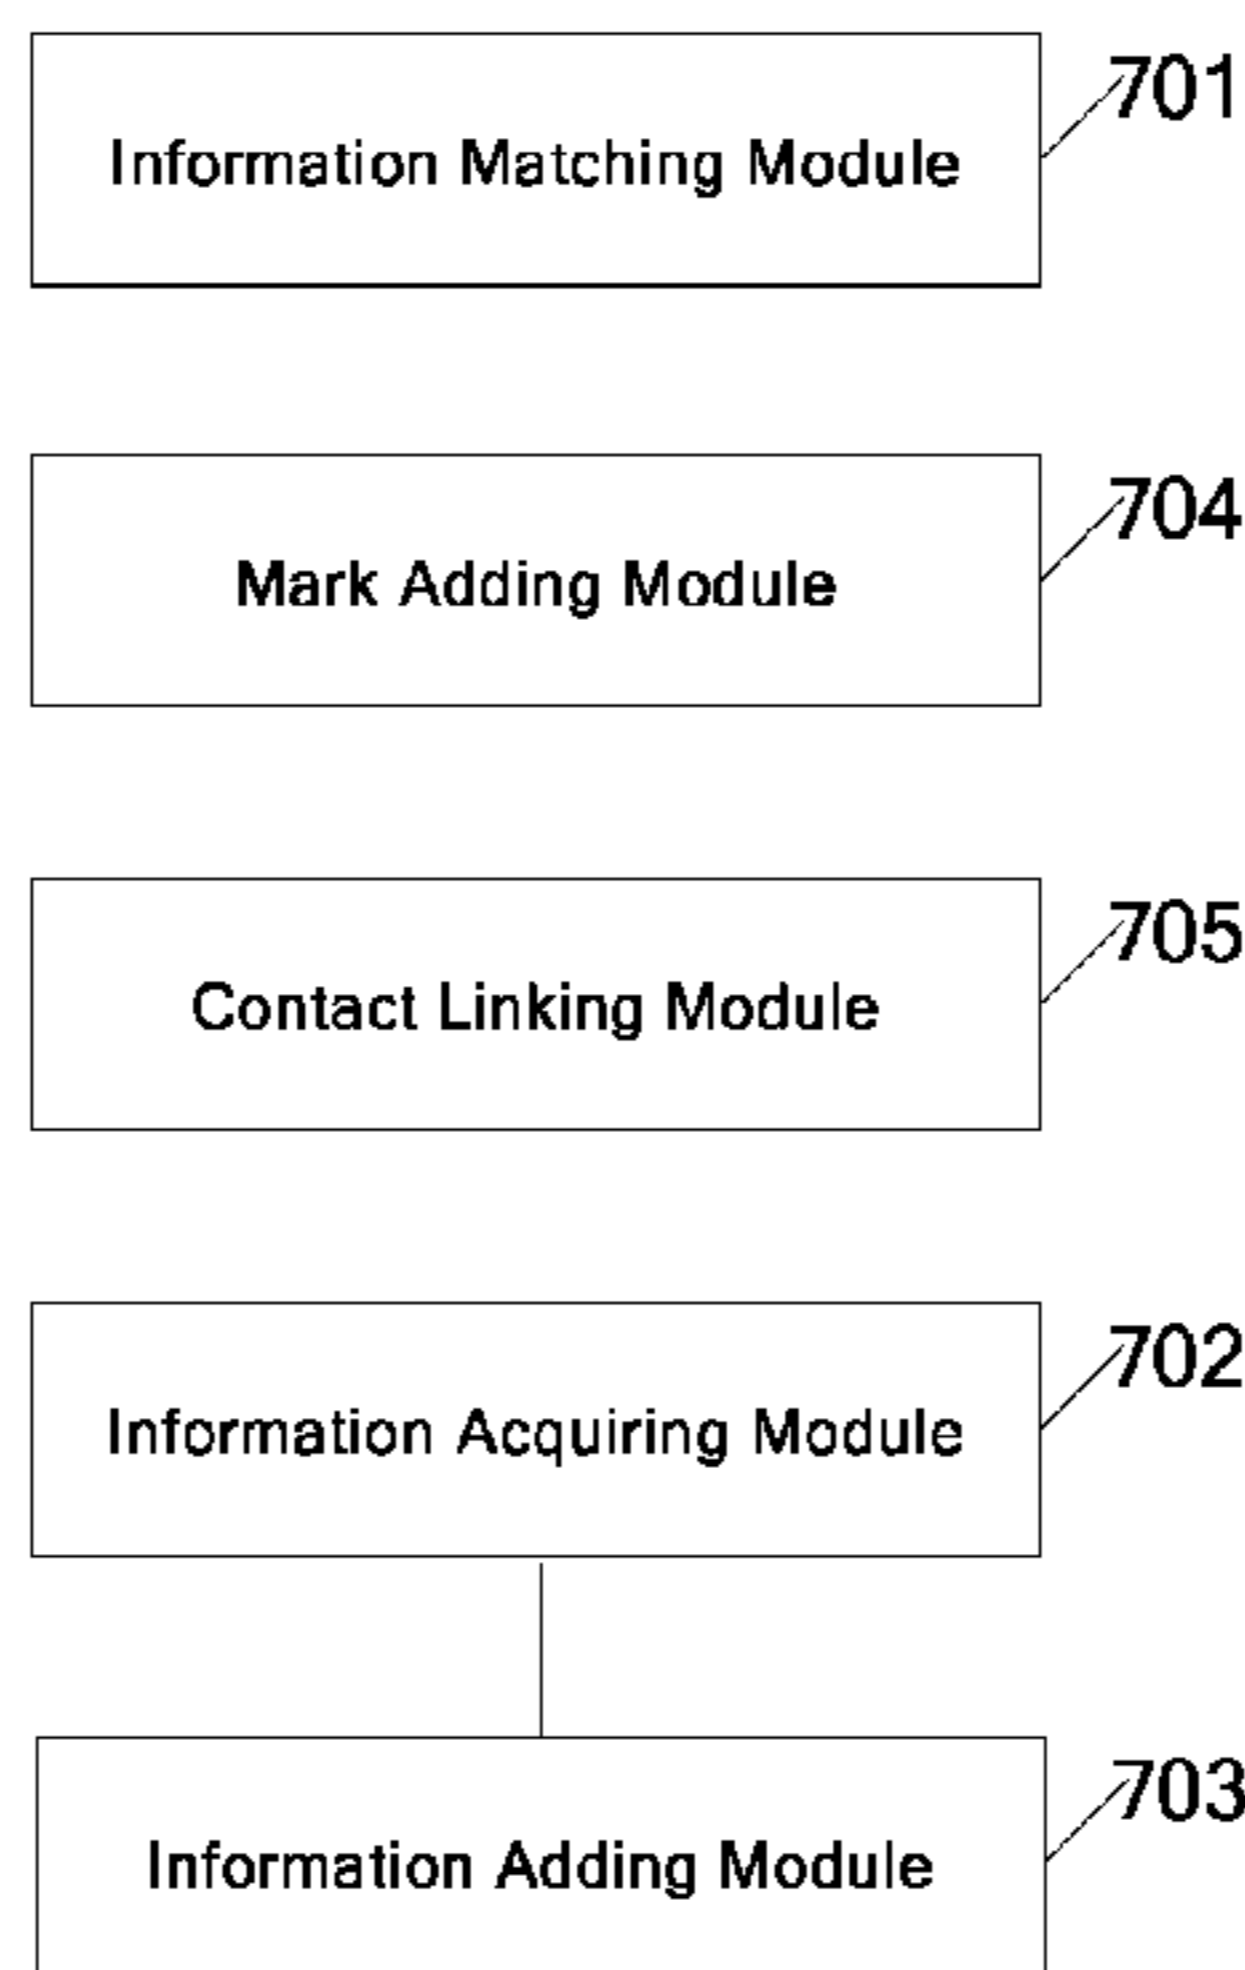 701
Information Matching Module
704
Mark Adding Module
705
Contact Linking Module
702
Information Acquiring Module
703
Information Adding Module